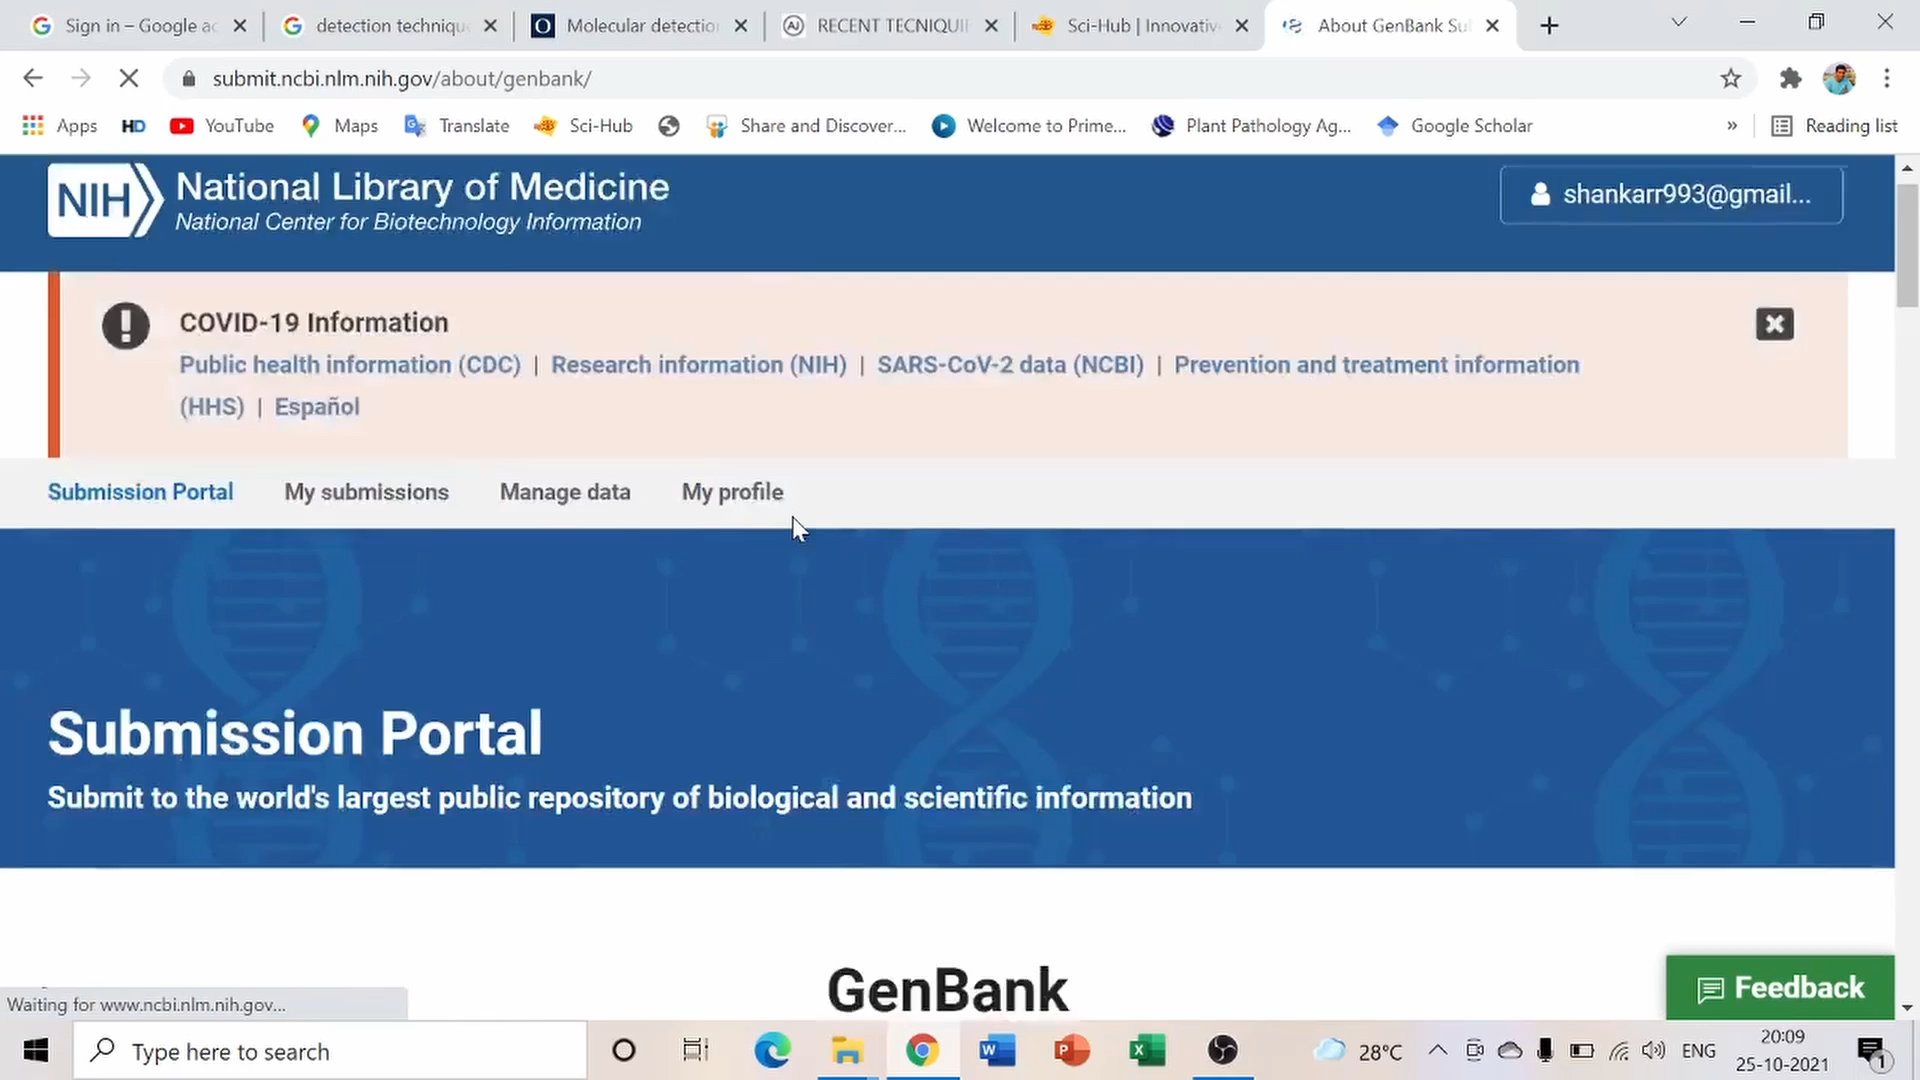 Sign in – Google ac
detection techniqu
Molecular detectio
RECENT TECNIQUI
Sci-Hub | Innovativ
About GenBank Sul
submit.ncbi.nlm.nih.gov/about/genbank/
Apps
HD
YouTube
Maps
Translate
Sci-Hub
Share and Discover...
Welcome to Prime...
Plant Pathology Ag...
Google Scholar
»
Reading list
NIH
National Library of Medicine
National Center for Biotechnology Information
shankarr993@gmail...
COVID-19 Information
Public health information (CDC) | Research information (NIH) | SARS-CoV-2 data (NCBI) | Prevention and treatment information
(HHS) | Español
Submission Portal
My submissions
Manage data
My profile
Submission Portal
Submit to the world's largest public repository of biological and scientific information
GenBank
Feedback
Waiting for www.ncbi.nlm.nih.gov...
Type here to search
28°C
ENG
20:09
25-10-2021
1